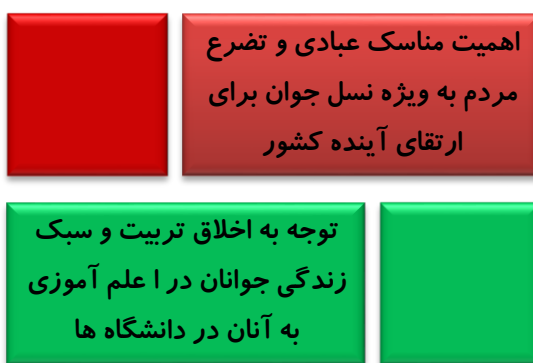 اهمیت مناسک عبادی و تضرع
مردم به ویژه نسل جوان برای
ارتقای آینده کشور
توجه به اخلاق تربیت و سبک
زندگی جوانان در ا علم آموزی
به آنان در دانشگاه ها